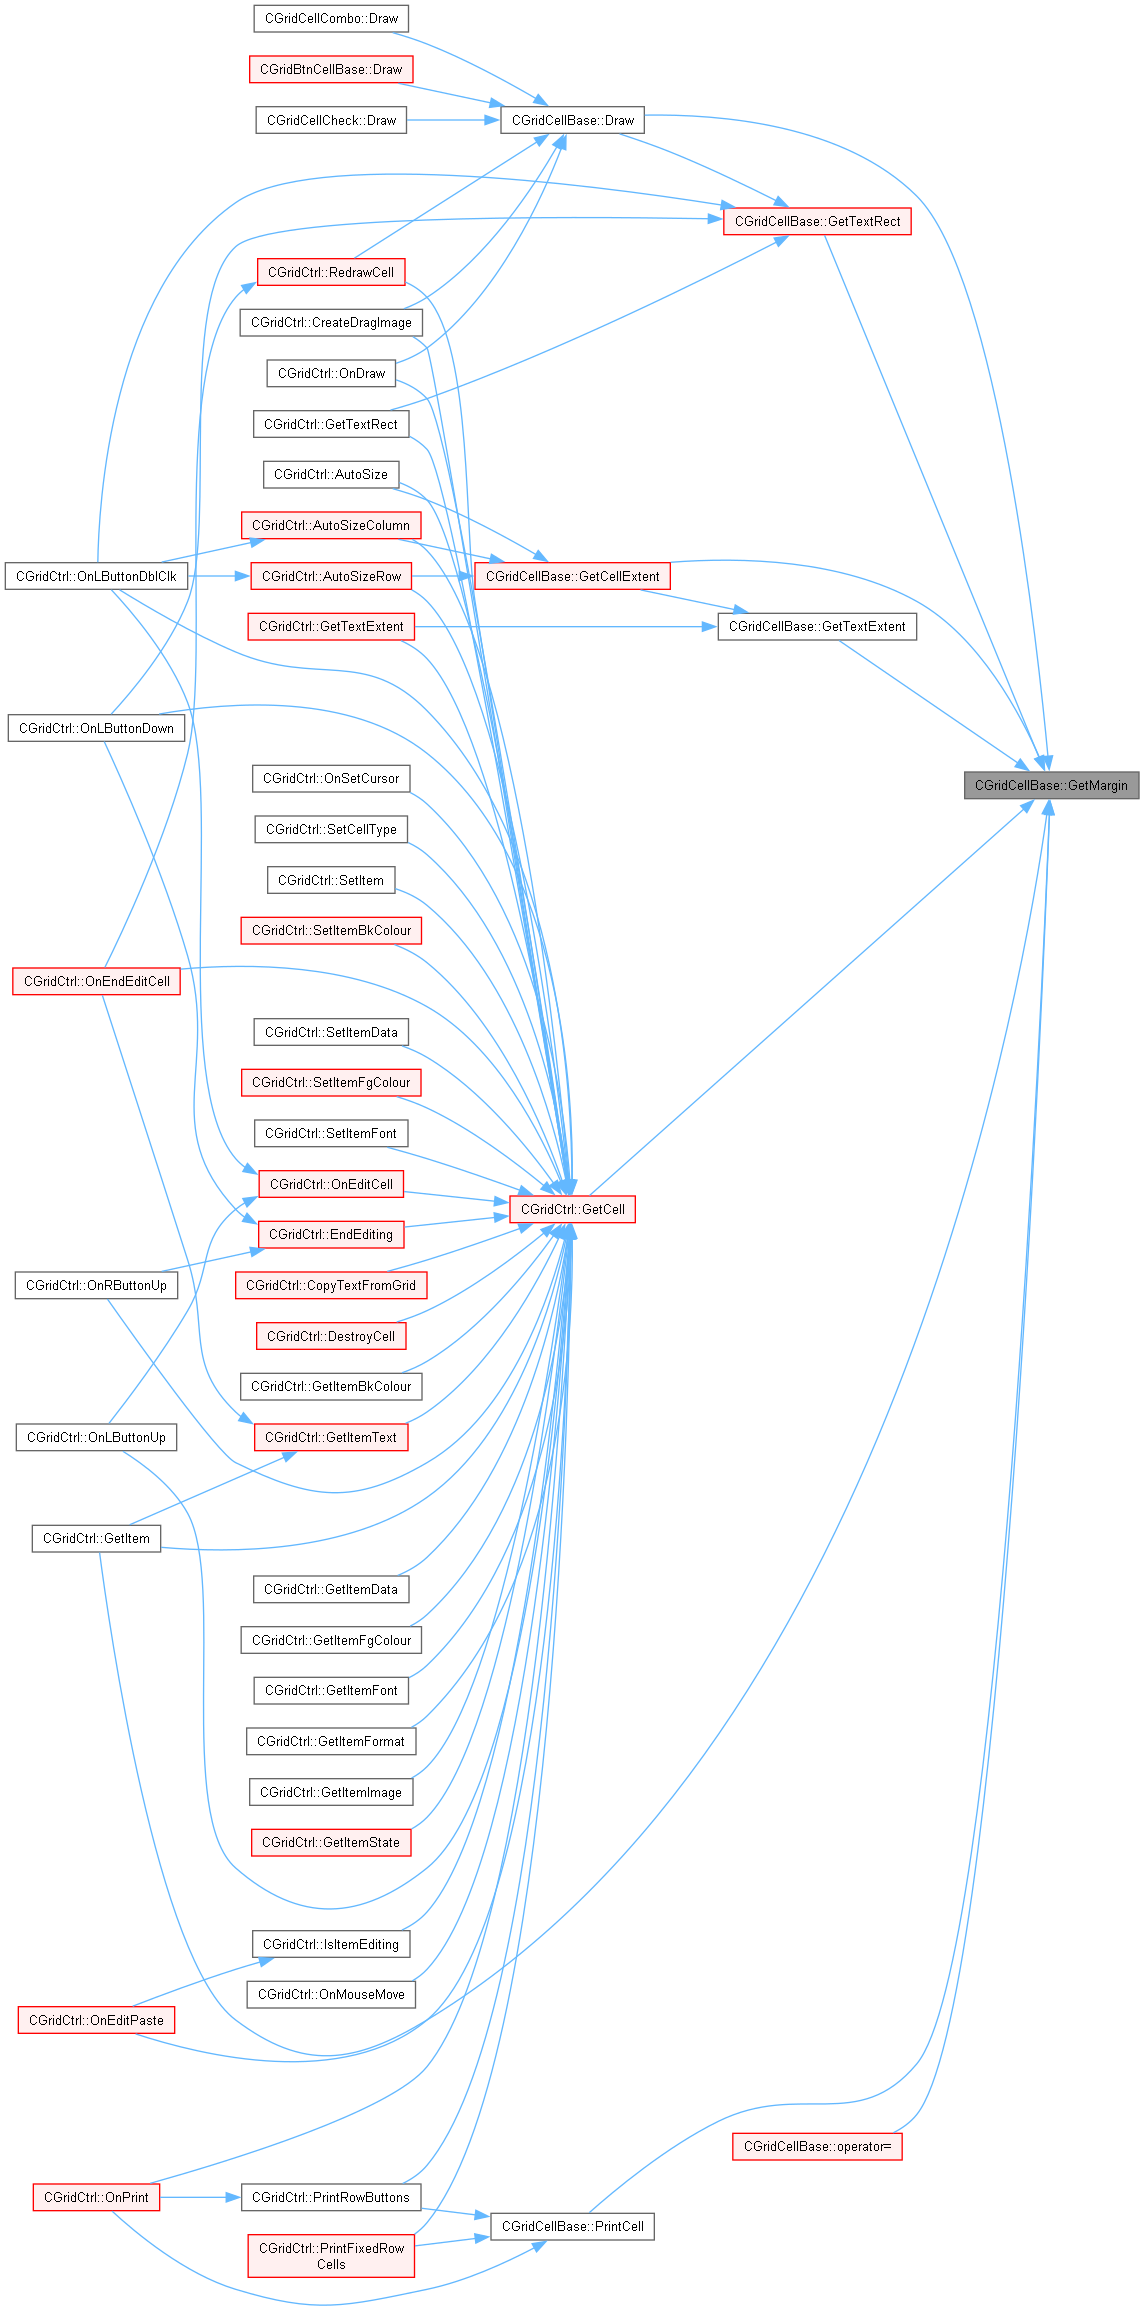 CGridCellCombo::Draw
CGridBtnCellBase::Draw
CGridCellCheck::Draw
CGridCellBase::Draw
CGridCellBase::GetTextRect
CGridCtrl::RedrawCell
CGridCtrl::CreateDragImage
CGridCtrl::OnDraw
CGridCtrl::GetTextRect
CGridCtrl::AutoSize
CGridCtrl::AutoSizeColumn
CGridCtrl::OnLButtonDblClk
CGridCtrl::AutoSizeRow
CGridCellBase::GetCellExtent
CGridCtrl::GetTextExtent
CGridCellBase::GetTextExtent
CGridCtrl::OnLButtonDown
CGridCtrl::OnSetCursor
CGridCellBase::GetMargin
CGridCtrl::SetCellType
CGridCtrl::SetItem
CGridCtrl::SetItemBkColour
CGridCtrl::OnEndEditCell
CGridCtrl::SetItemData
CGridCtrl::SetItemFgColour
CGridCtrl::SetItemFont
CGridCtrl::OnEditCell
CGridCtrl::GetCell
CGridCtrl::EndEditing
CGridCtrl::OnRButtonUp
CGridCtrl::CopyTextFromGrid
CGridCtrl::DestroyCell
CGridCtrl::GetItemBkColour
CGridCtrl::OnLButtonUp
CGridCtrl::GetItemText
CGridCtrl::GetItem
CGridCtrl::GetItemData
CGridCtrl::GetItemFgColour
CGridCtrl::GetItemFont
CGridCtrl::GetItemFormat
CGridCtrl::GetItemImage
CGridCtrl::GetItemState
CGridCtrl::IsItemEditing
CGridCtrl::OnMouseMove
CGridCtrl::OnEditPaste
CGridCellBase::operator=
CGridCtrl::OnPrint
CGridCtrl::PrintRowButtons
CGridCellBase::PrintCell
CGridCtrl::PrintFixedRow
Cells